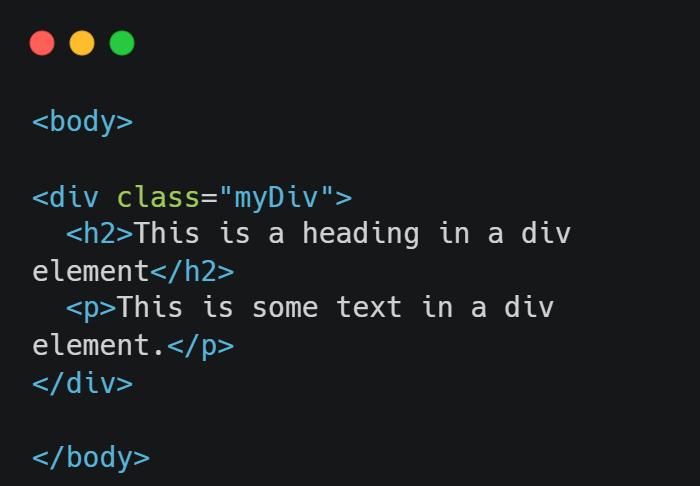 <body>
<div class="myDiv">
  <h2>This is a heading in a div
element</h2>
  <p>This is some text in a div
element.</p>
</div>
</body>